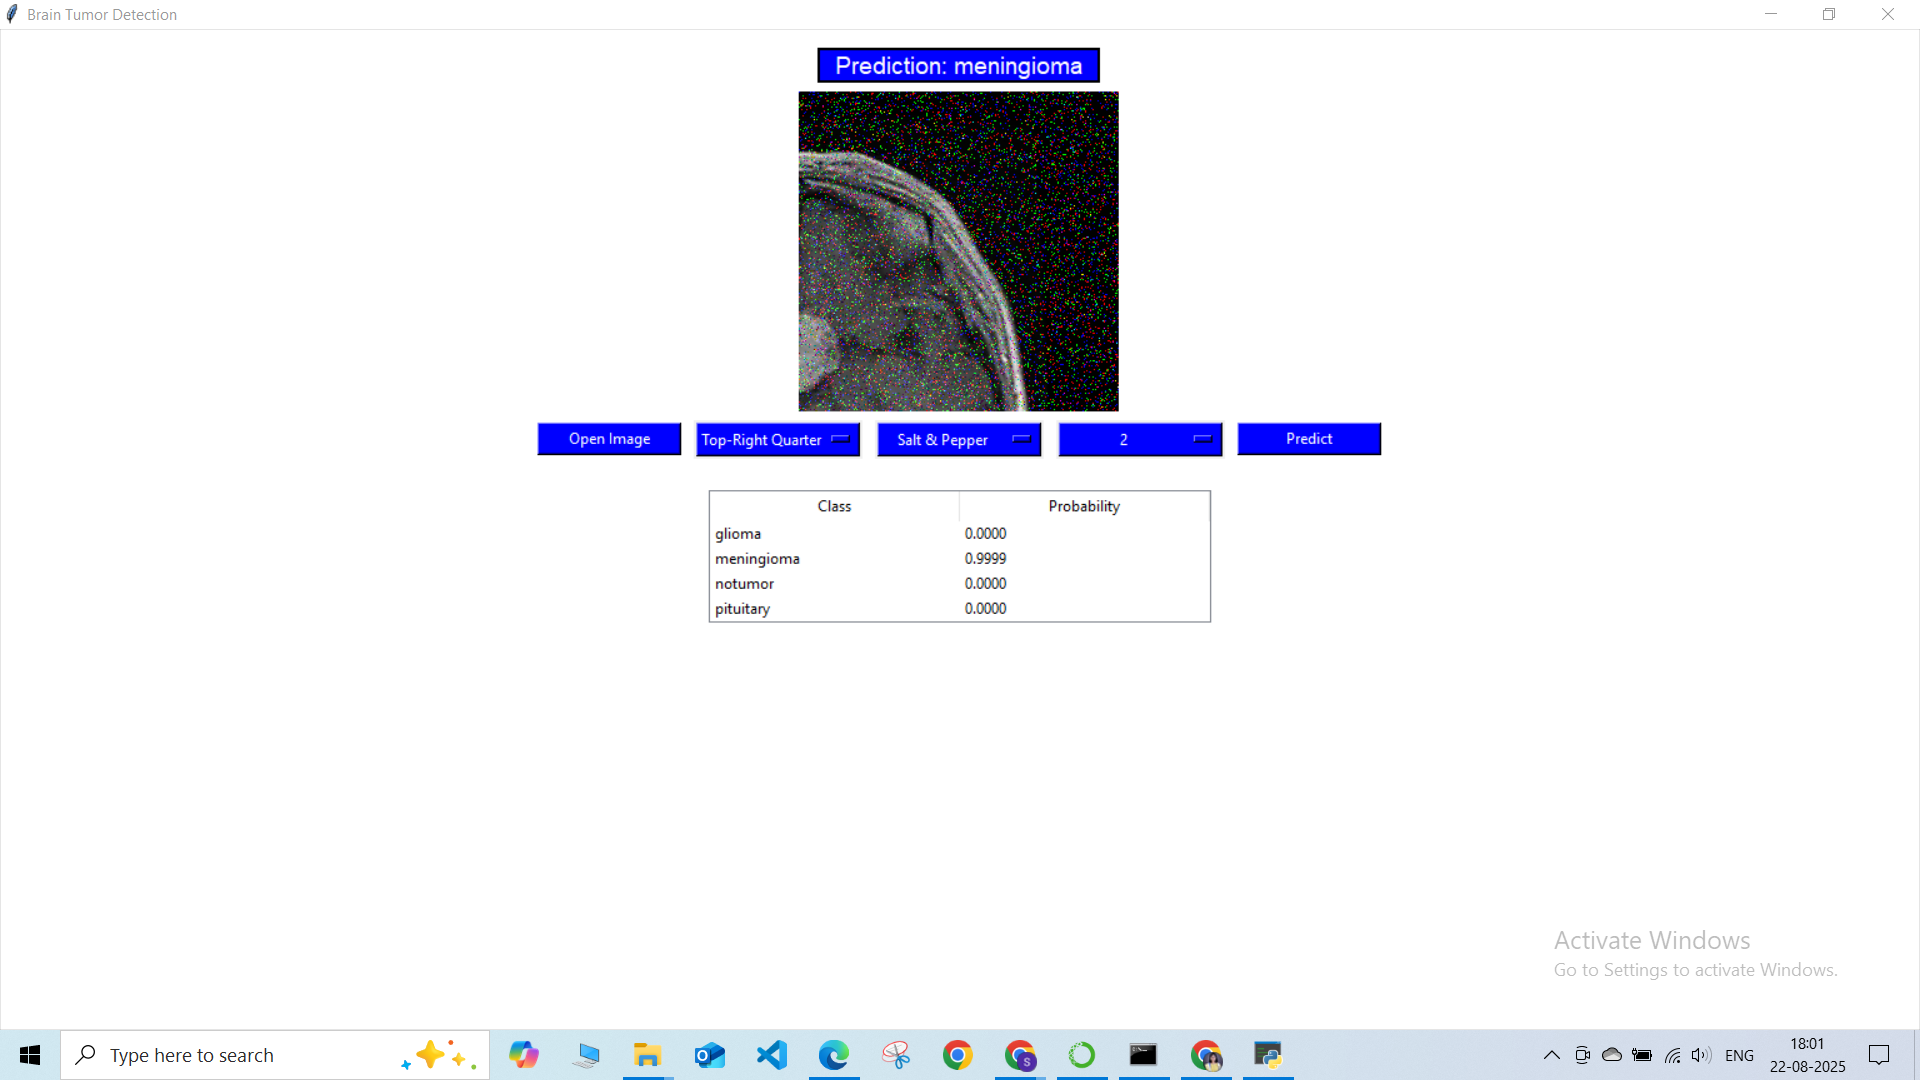 Brain Tumor Detection
Prediction: meningioma
Open Image
Top-Right Quarter
Salt & Pepper
2
Predict
Class Probability
glioma 0.0000
meningioma 0.9999
notumor 0.0000
pituitary 0.0000
Activate Windows
Go to Settings to activate Windows.
Type here to search
S
ENG
18:01
22-08-2025